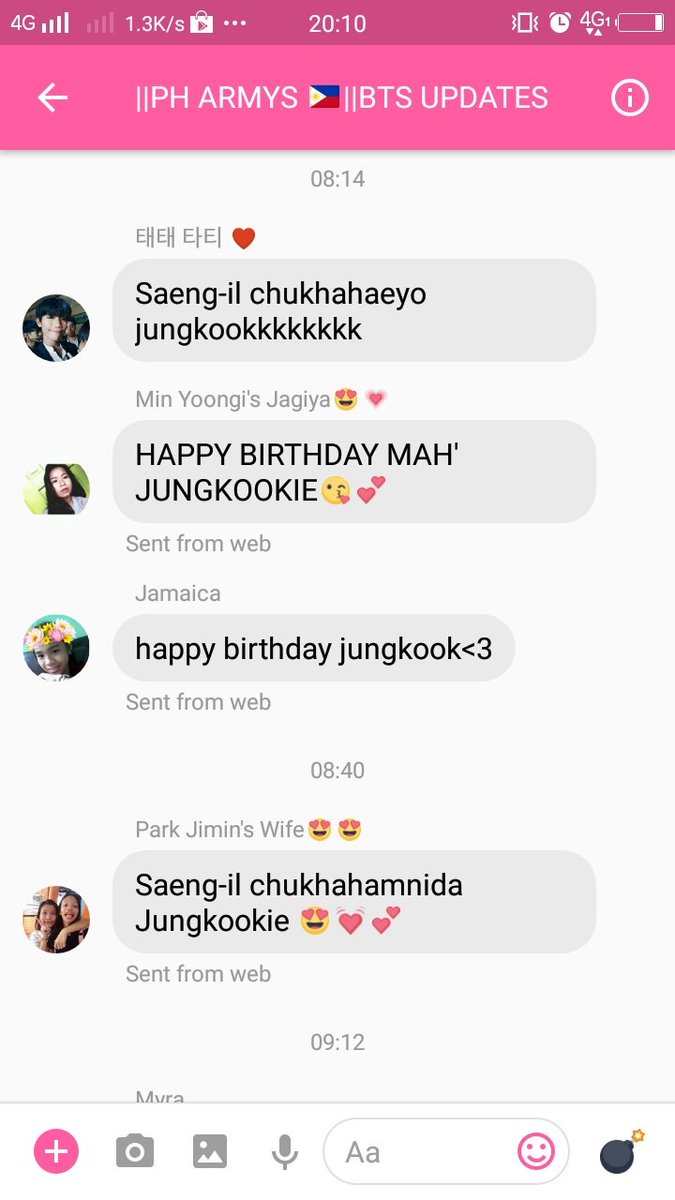 4G 1.3K/s 20:10 4G1
||PH ARMYS 🇵🇭||BTS UPDATES
08:14
태태 타티 ❤️
Saeng-il chukhahaeyo
jungkookkkkkkkk
Min Yoongi's Jagiya😍 💗
HAPPY BIRTHDAY MAH'
JUNGKOOKIE😘💕
Sent from web
Jamaica
happy birthday jungkook<3
Sent from web
08:40
Park Jimin's Wife😍 😍
Saeng-il chukhahamnida
Jungkookie 😍💓💕
Sent from web
09:12
Myra
Aa